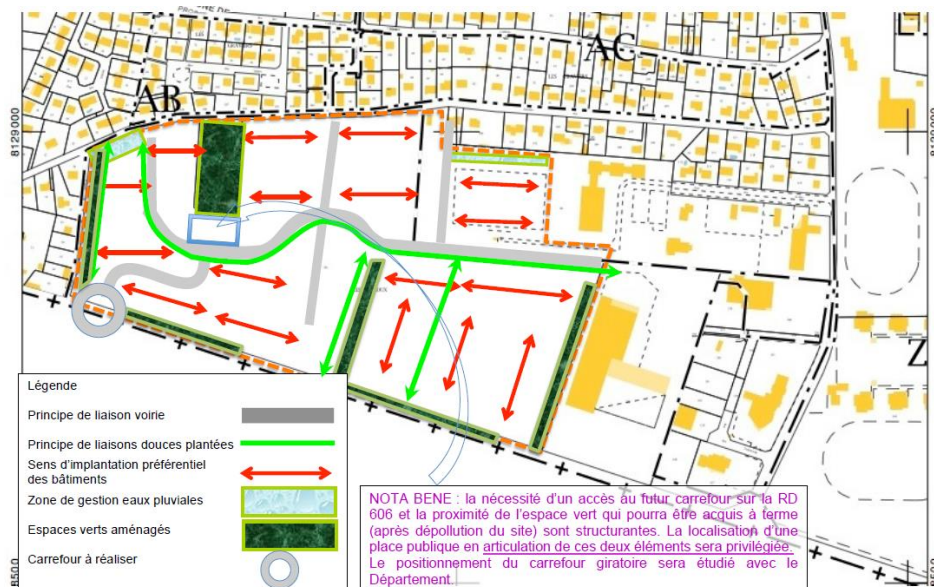 AB
AC
8129000
Légende
Principe de liaison voirie
Principe de liaisons douces plantées
Sens d'implantation préférentiel
des bâtiments
Zone de gestion eaux pluviales
Espaces verts aménagés
Carrefour à réaliser
NOTA BENE : la nécessité d'un accès au futur carrefour sur la RD
606 et la proximité de l'espace vert qui pourra être acquis à terme
(après dépollution du site) sont structurantes. La localisation d'une
place publique en articulation de ces deux éléments sera privilégiée.
Le positionnement du carrefour giratoire sera étudié avec le
Département.